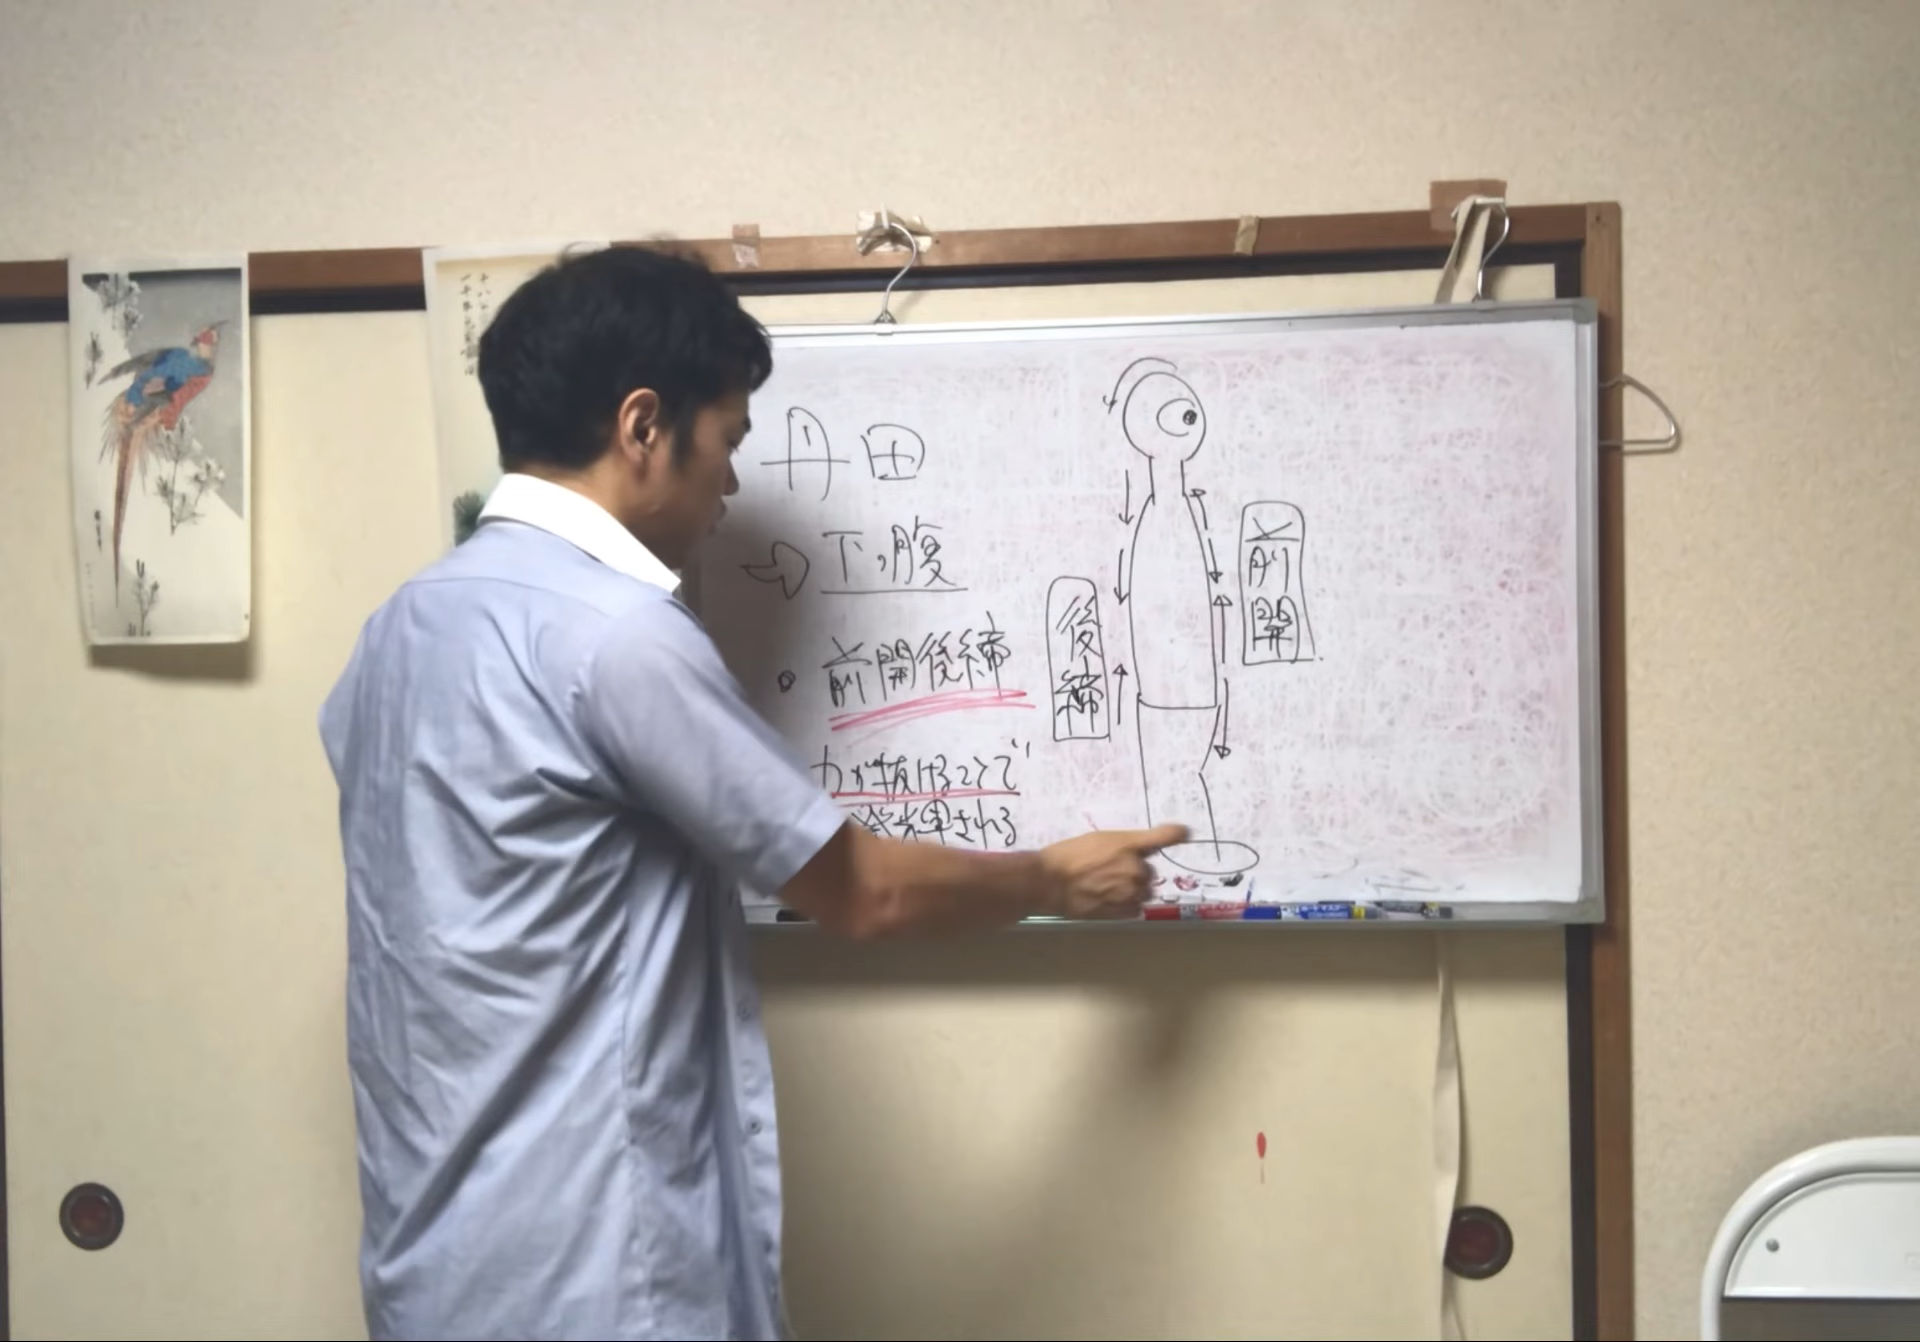 丹田
下っ腹
前開後締
力が抜けることで
発揮される
後締
前開